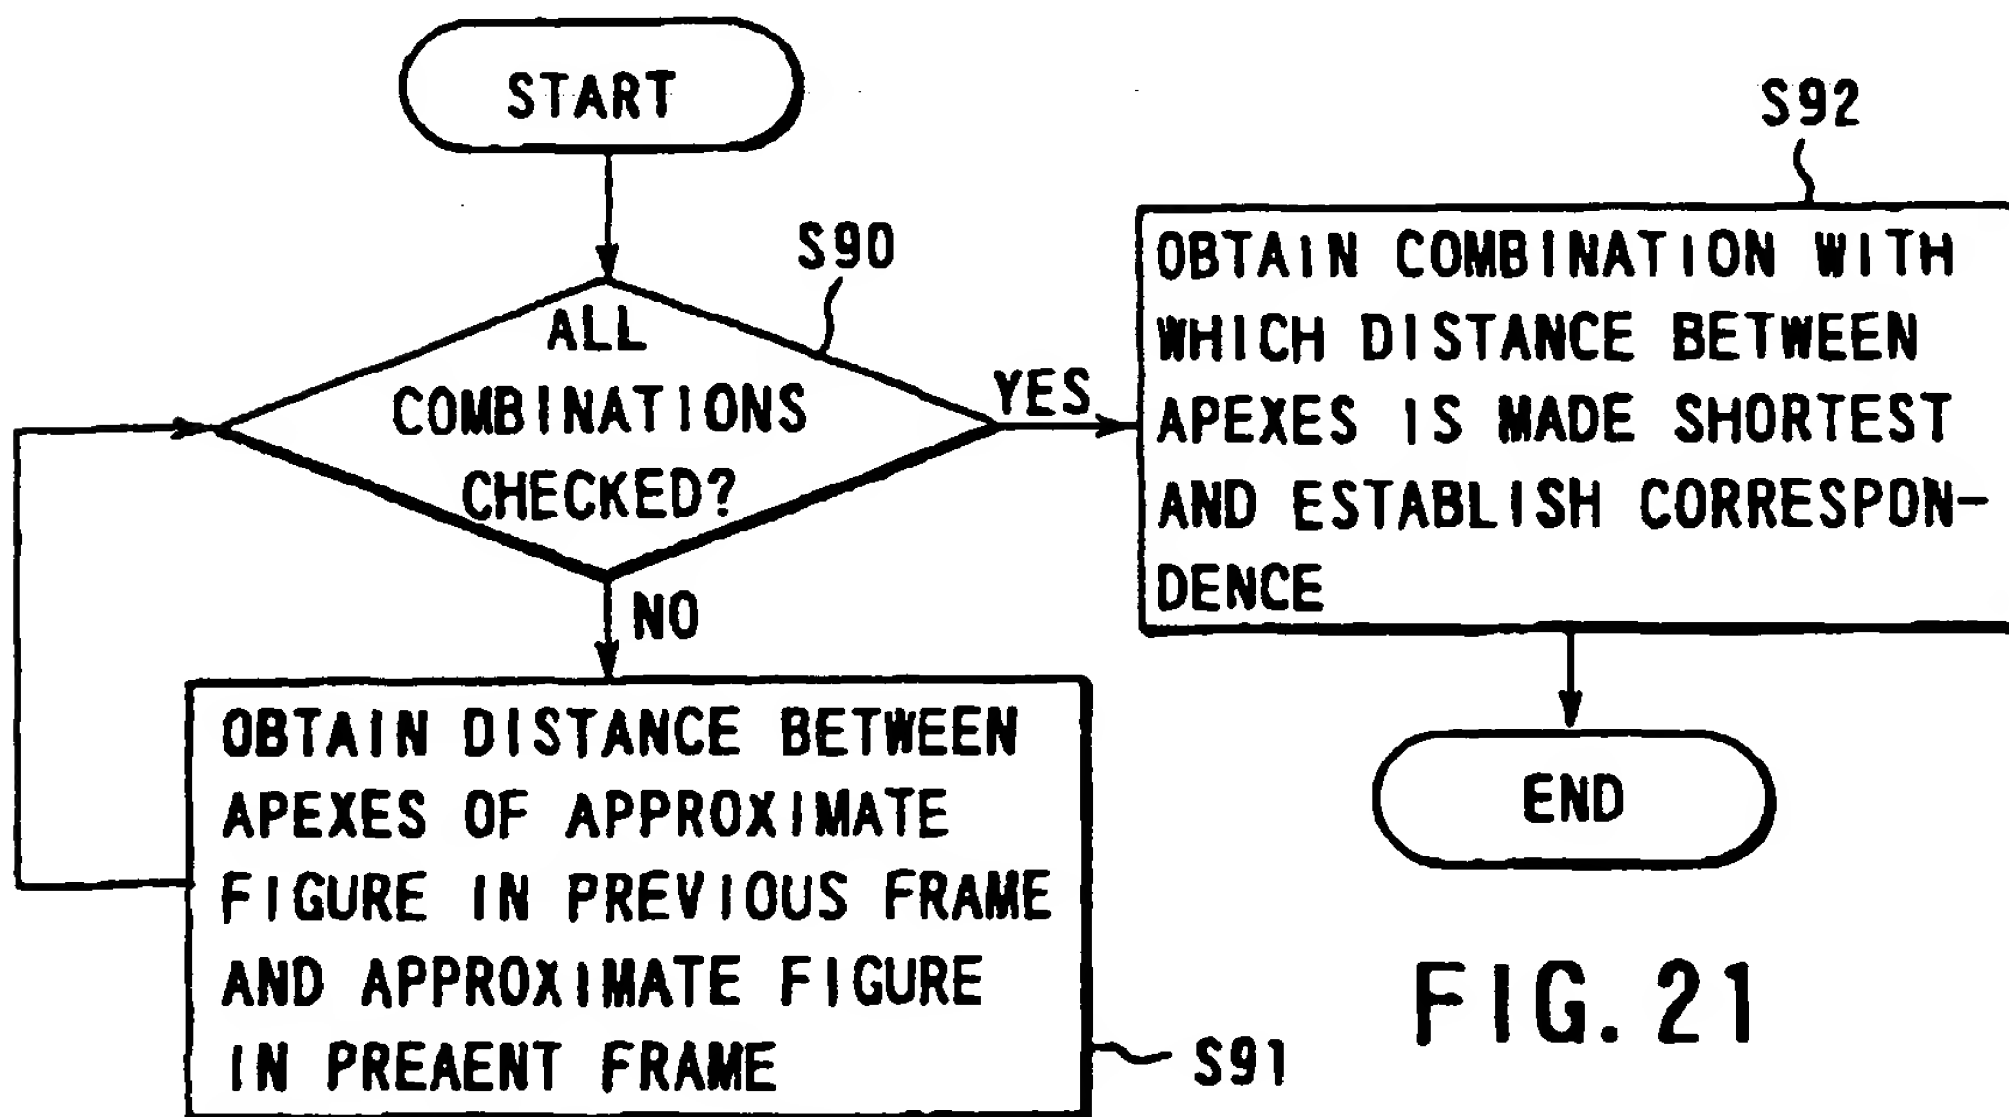 START
S90
ALL
COMBINATIONS
CHECKED?
YES
NO
OBTAIN DISTANCE BETWEEN
APEXES OF APPROXIMATE
FIGURE IN PREVIOUS FRAME
AND APPROXIMATE FIGURE
IN PREAENT FRAME
S91
S92
OBTAIN COMBINATION WITH
WHICH DISTANCE BETWEEN
APEXES IS MADE SHORTEST
AND ESTABLISH CORRESPON-
DENCE
END
FIG. 21